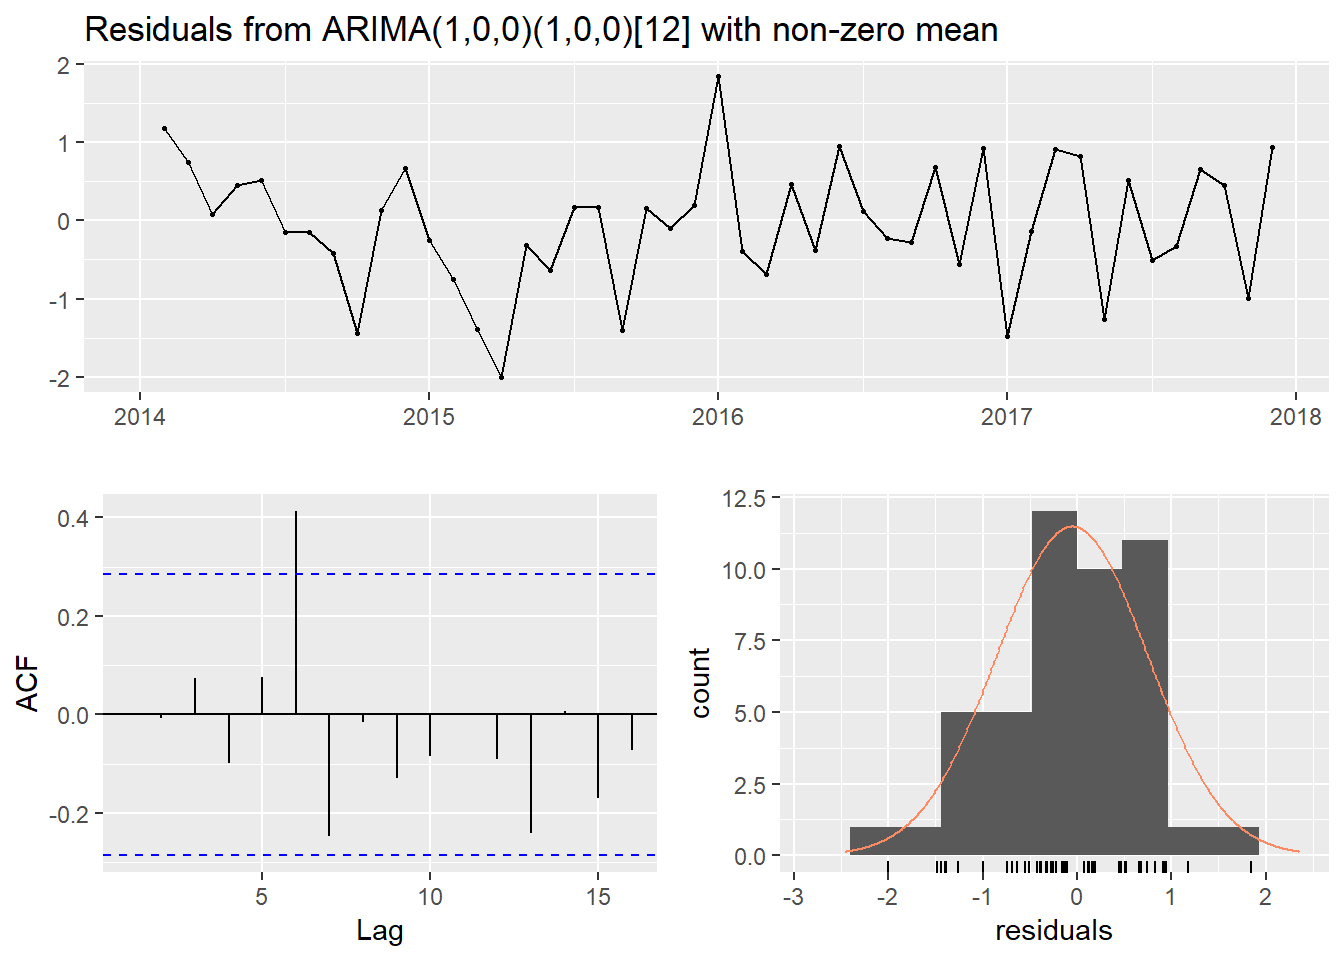 Residuals from ARIMA(1,0,0)(1,0,0)[12] with non-zero mean
2
1
0
-1
-2
2014 2015 2016 2017 2018
ACF
0.4
0.2
0.0
-0.2
5 10 15
Lag
count
12.5
10.0
7.5
5.0
2.5
0.0
-3 -2 -1 0 1 2
residuals